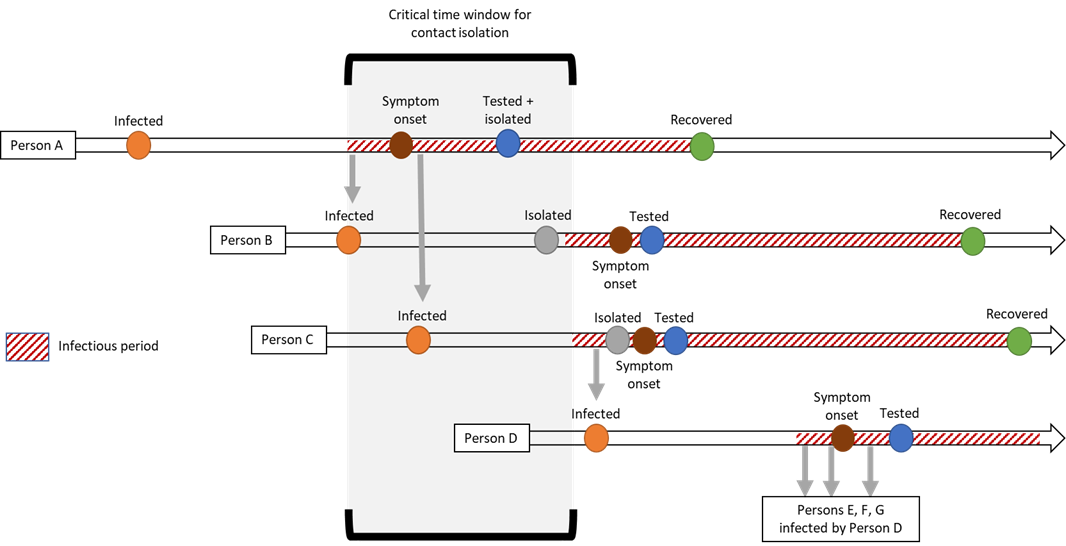 Critical time window for
contact isolation
Symptom
onset
Tested +
isolated
Infected
Recovered
Person A
Infected
Isolated
Tested
Recovered
Person B
Symptom
onset
Infected
Isolated
Tested
Recovered
Person C
Infectious period
Symptom
onset
Infected
Symptom
onset
Tested
Person D
Persons E, F, G
infected by Person D